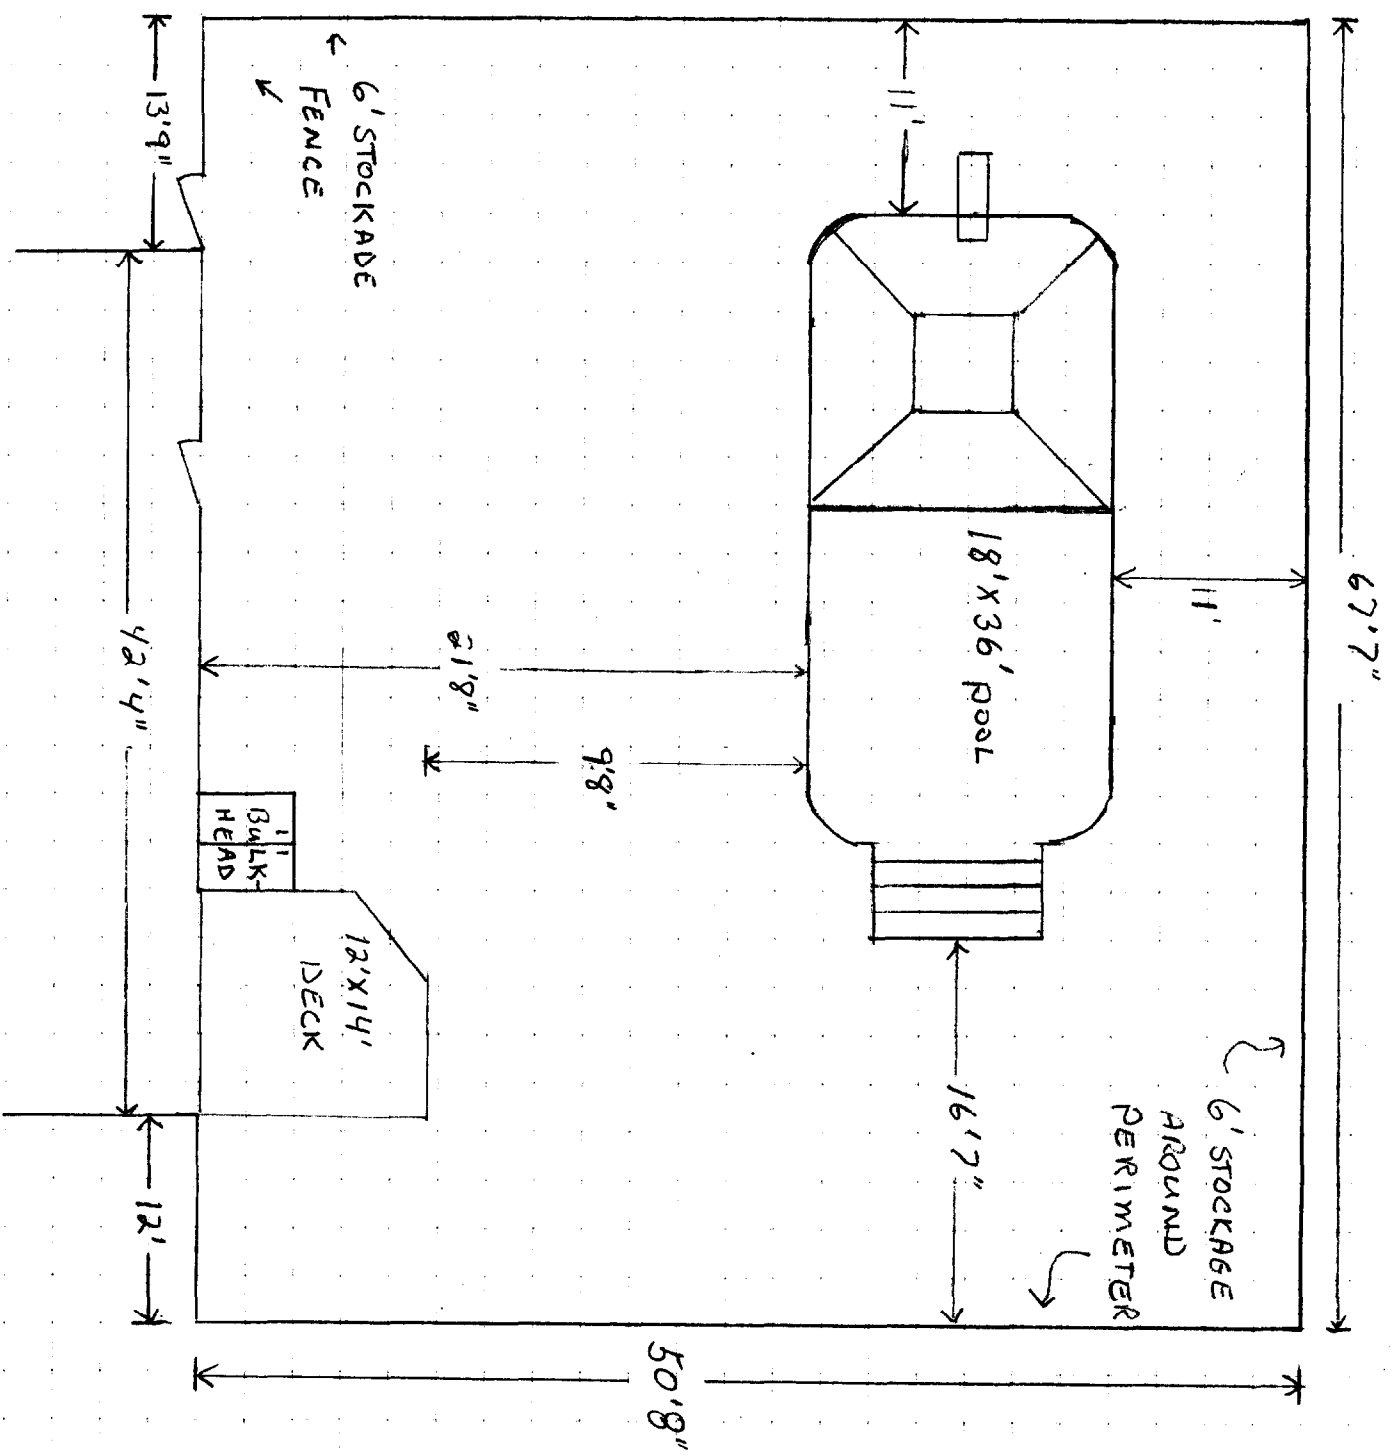 67'7"
6' STOCKAGE
AROUND
PERIMETER
11'
18'X36' POOL
16'7"
11'
50'8"
9'8"
21'8"
6' STOCKADE
FENCE
12'X14'
DECK
BULK-
HEAD
13'9"
42'4"
12'